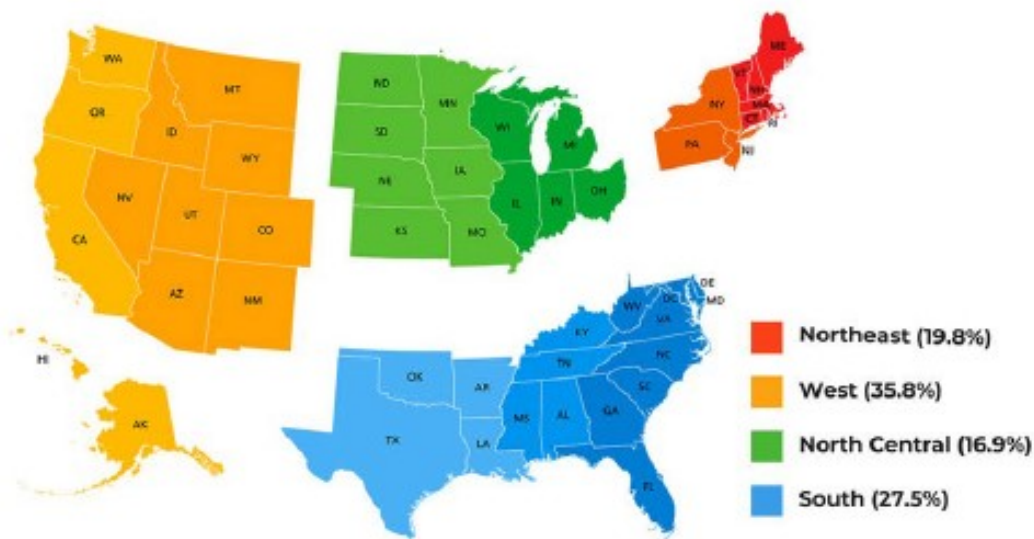 WA
MT
OR
ID
WY
NV
UT
CA
CO
AZ
NM
HI
AK
ND
MN
SD
WI
MI
NE
IA
IL
IN
OH
KS
MO
ME
VT
NH
NY
MA
CT
RI
PA
NJ
DE
WV
DC
MD
VA
KY
NC
TN
OK
AR
SC
MS
AL
GA
TX
LA
FL
Northeast (19.8%)
West (35.8%)
North Central (16.9%)
South (27.5%)